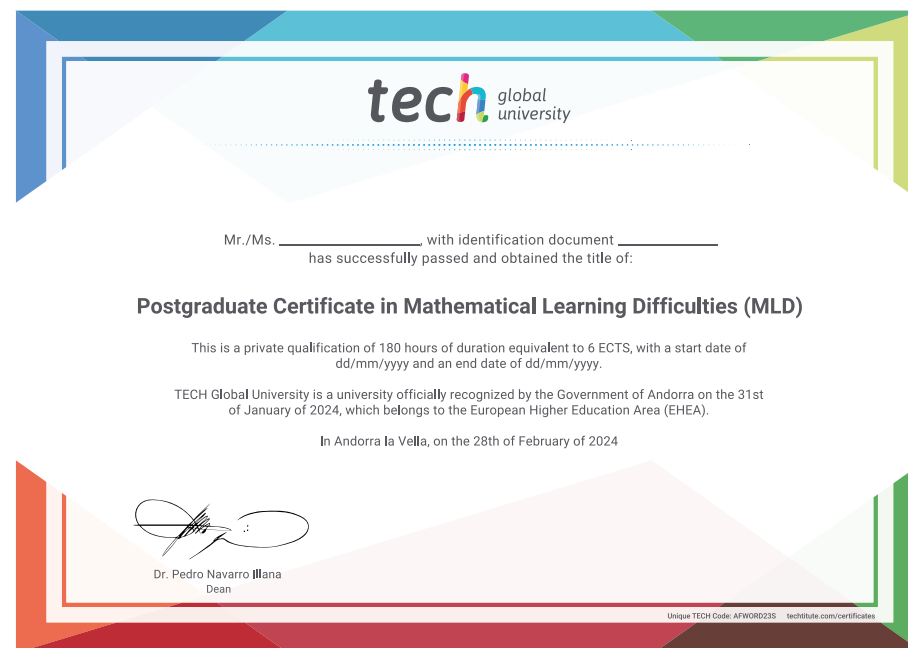 tech global
university
Mr./Ms. ____________, with identification document ____________
has successfully passed and obtained the title of:
Postgraduate Certificate in Mathematical Learning Difficulties (MLD)
This is a private qualification of 180 hours of duration equivalent to 6 ECTS, with a start date of
dd/mm/yyyy and an end date of dd/mm/yyyy.
TECH Global University is a university officially recognized by the Government of Andorra on the 31st
of January of 2024, which belongs to the European Higher Education Area (EHEA).
In Andorra la Vella, on the 28th of February of 2024
Dr. Pedro Navarro Illana
Dean
Unique TECH Code: AFWORD23S techtitute.com/certificates